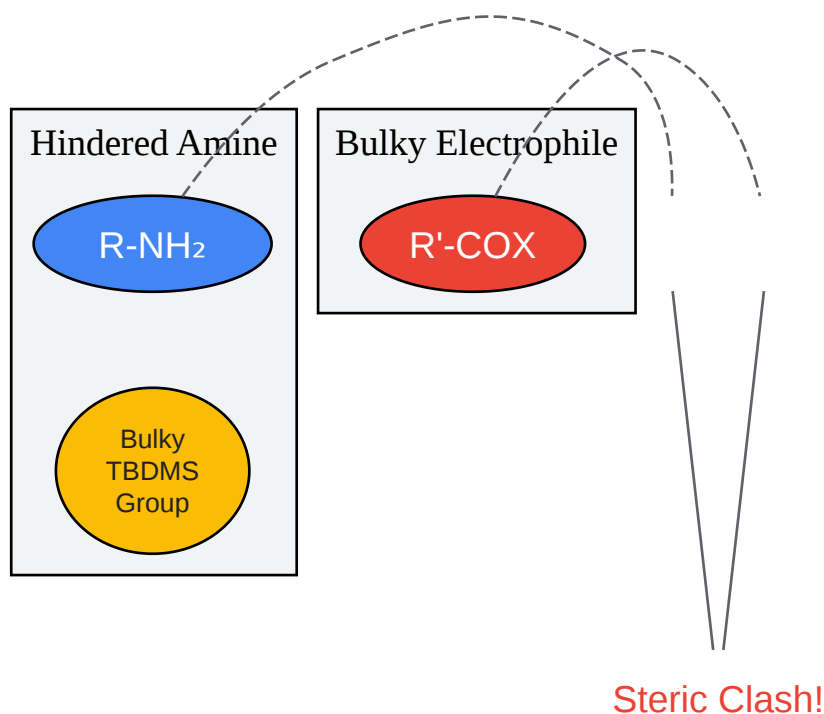 Hindered Amine
R-NH₂
Bulky
TBDMS
Group
Bulky Electrophile
R'-COX
Steric Clash!